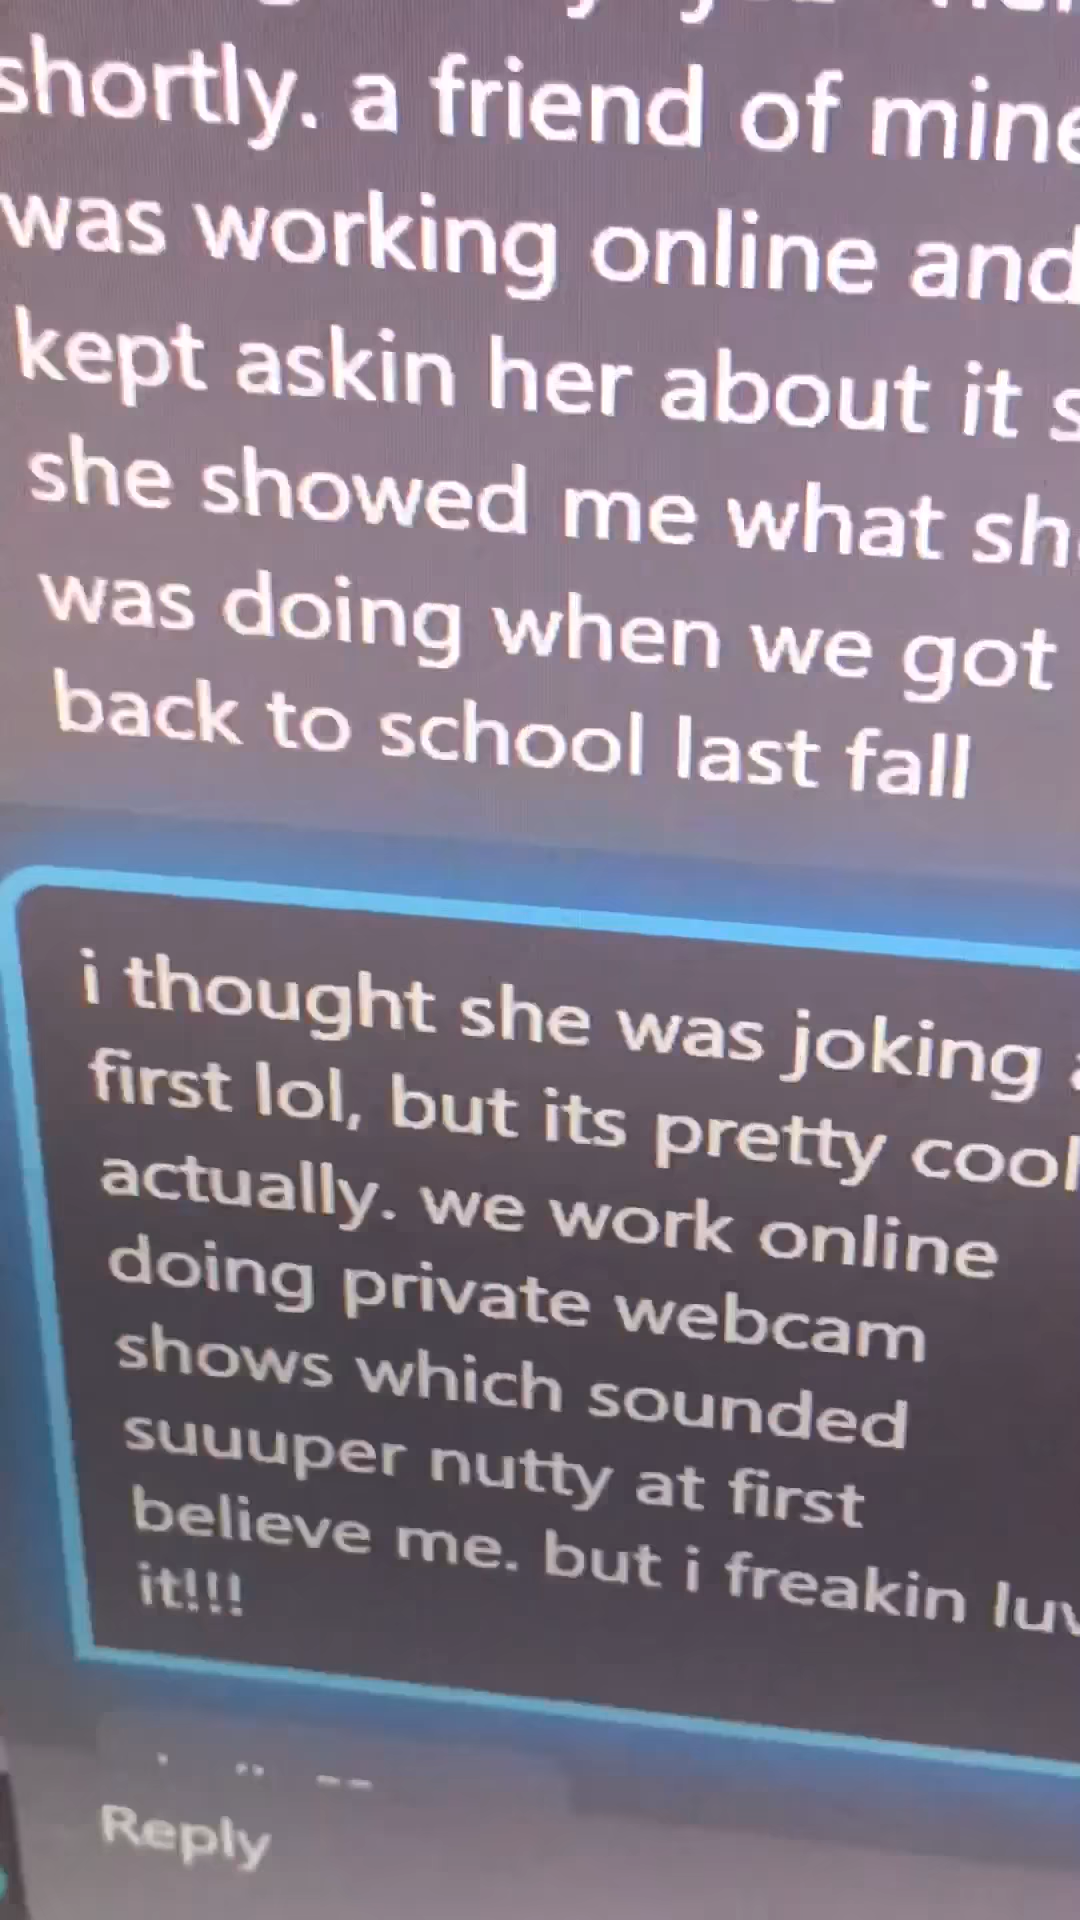 shortly. a friend of mine
was working online and
kept askin her about it
she showed me what
was doing when we got
back to school last fall
i thought she was joking
first lol, but its pretty cool
actually. we work online
doing private webcam
shows which sounded
suuuper nutty at first
believe me. but i freakin luv
it!!!
Reply